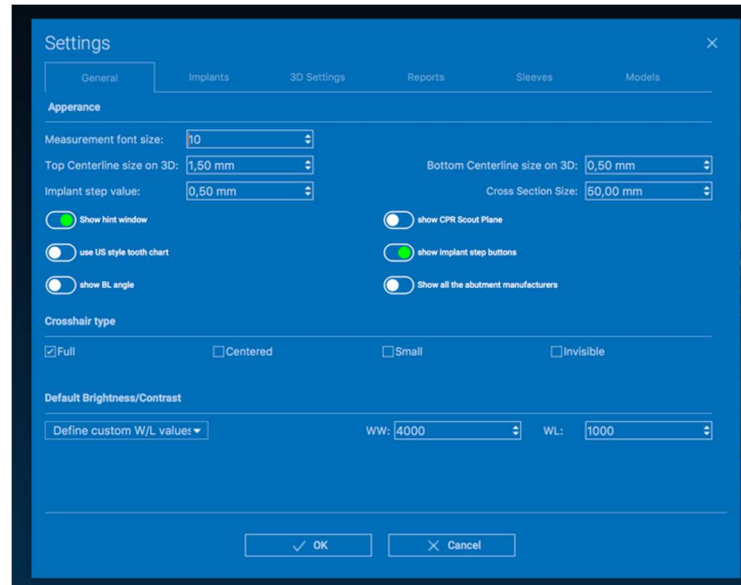 Settings
General Implants 3D Settings Reports Sleeves Models
Apperance
Measurement font size: 10
Top Centerline size on 3D: 1,50 mm Bottom Centerline size on 3D: 0,50 mm
Implant step value: 0,50 mm Cross Section Size: 50,00 mm
Show hint window show CPR Scout Plane
use US style tooth chart show implant step buttons
show BL angle Show all the abutment manufacturers
Crosshair type
Full Centered Small Invisible
Default Brightness/Contrast
Define custom W/L values WW: 4000 WL: 1000
OK Cancel